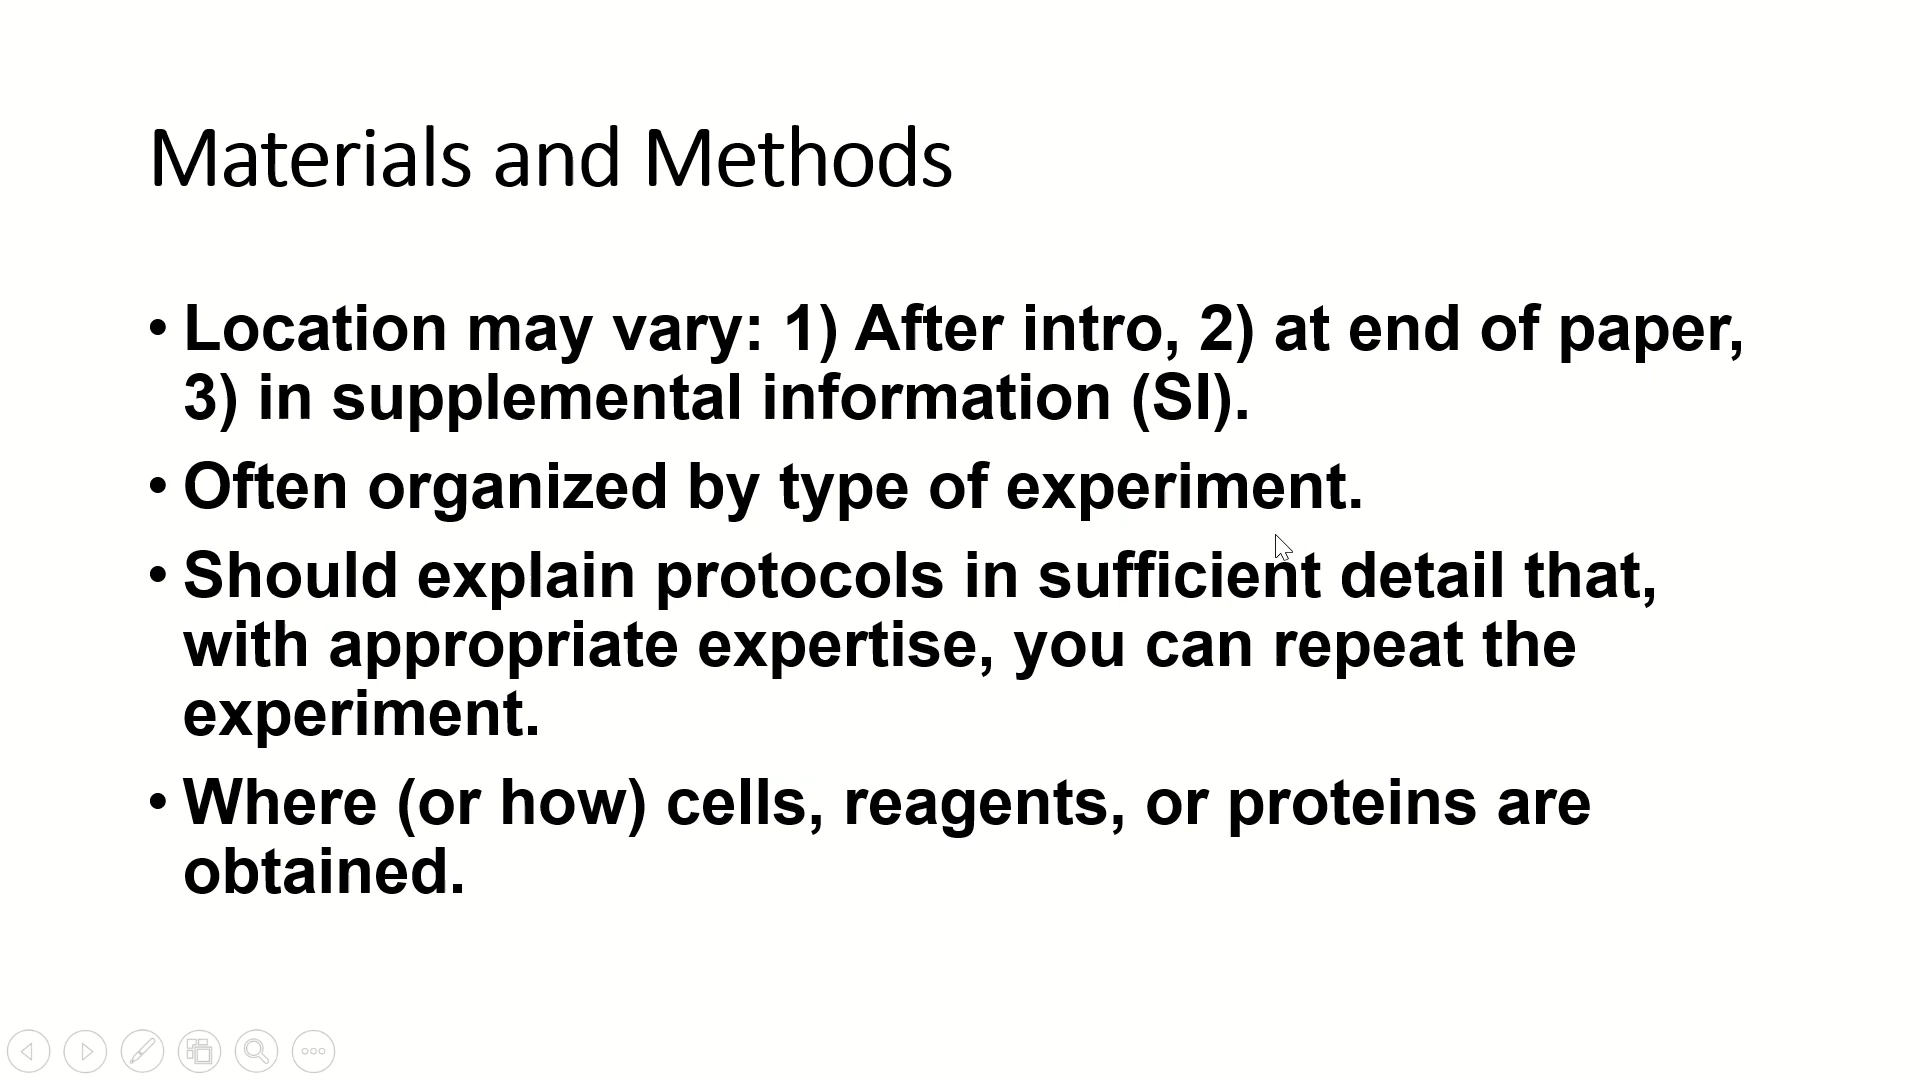 Materials and Methods
• Location may vary: 1) After intro, 2) at end of paper,
3) in supplemental information (SI).
• Often organized by type of experiment.
• Should explain protocols in sufficient detail that,
with appropriate expertise, you can repeat the
experiment.
• Where (or how) cells, reagents, or proteins are
obtained.